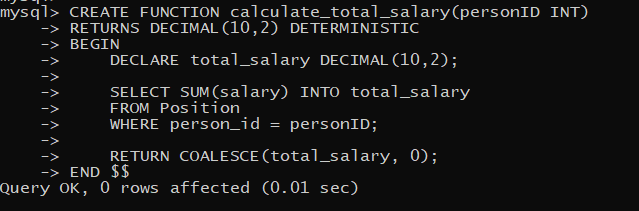 mysql> CREATE FUNCTION calculate_total_salary(personID INT)
    -> RETURNS DECIMAL(10,2) DETERMINISTIC
    -> BEGIN
    ->     DECLARE total_salary DECIMAL(10,2);
    ->
    ->     SELECT SUM(salary) INTO total_salary
    ->     FROM Position
    ->     WHERE person_id = personID;
    ->
    ->     RETURN COALESCE(total_salary, 0);
    -> END $$
Query OK, 0 rows affected (0.01 sec)